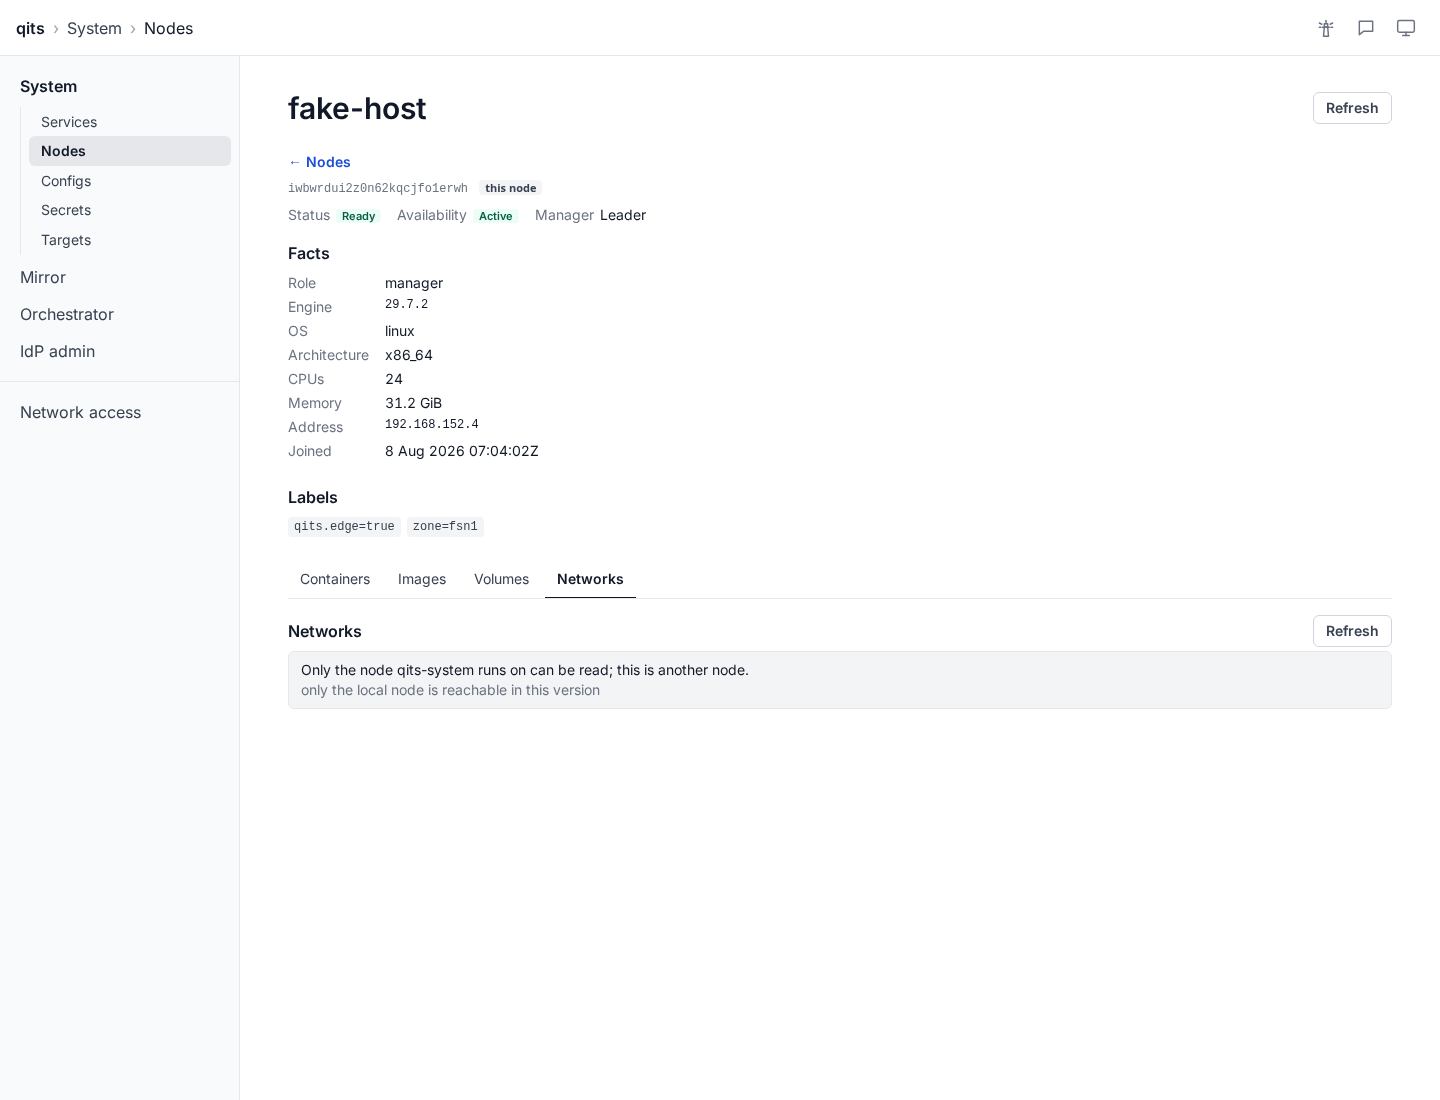 qits › System › Nodes
System
Services
Nodes
Configs
Secrets
Targets
Mirror
Orchestrator
IdP admin
Network access
fake-host
Refresh
← Nodes
iwbwrdui2z0n62kqcjfo1erwh this node
Status Ready Availability Active Manager Leader
Facts
Role manager
Engine 29.7.2
OS linux
Architecture x86_64
CPUs 24
Memory 31.2 GiB
Address 192.168.152.4
Joined 8 Aug 2026 07:04:02Z
Labels
qits.edge=true zone=fsn1
Containers Images Volumes Networks
Networks Refresh
Only the node qits-system runs on can be read; this is another node.
only the local node is reachable in this version